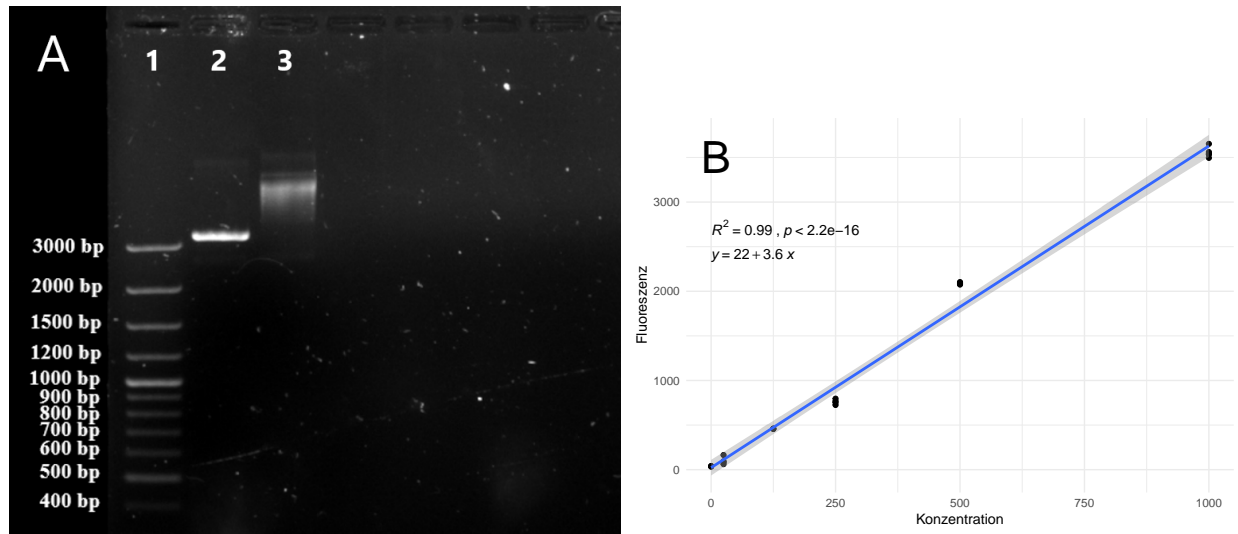 A
1 2 3
3000 bp
2000 bp
1500 bp
1200 bp
1000 bp
900 bp
800 bp
700 bp
600 bp
500 bp
400 bp
B
R² = 0.99 , p < 2.2e−16
y = 22 + 3.6 x
Fluoreszenz
3000
2000
1000
0
0 250 500 750 1000
Konzentration